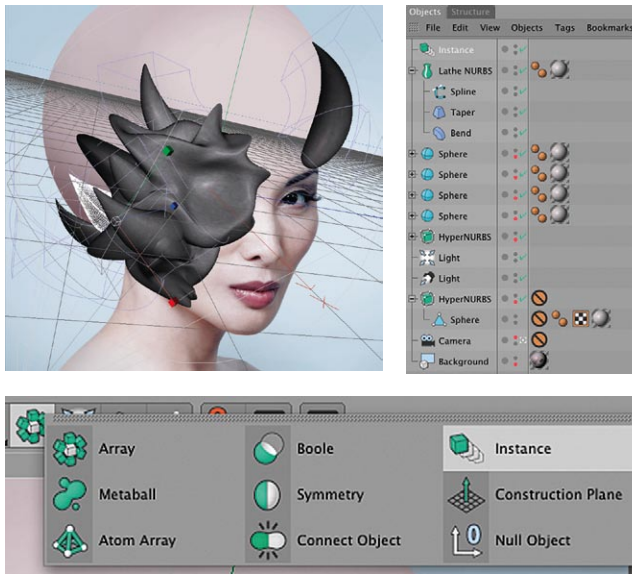 Objects Structure
File Edit View Objects Tags Bookmarks
Instance
Lathe NURBS
Spline
Taper
Bend
Sphere
Sphere
Sphere
Sphere
HyperNURBS
Light
Light
HyperNURBS
Sphere
Camera
Background
Array Boole Instance
Metaball Symmetry Construction Plane
Atom Array Connect Object Null Object